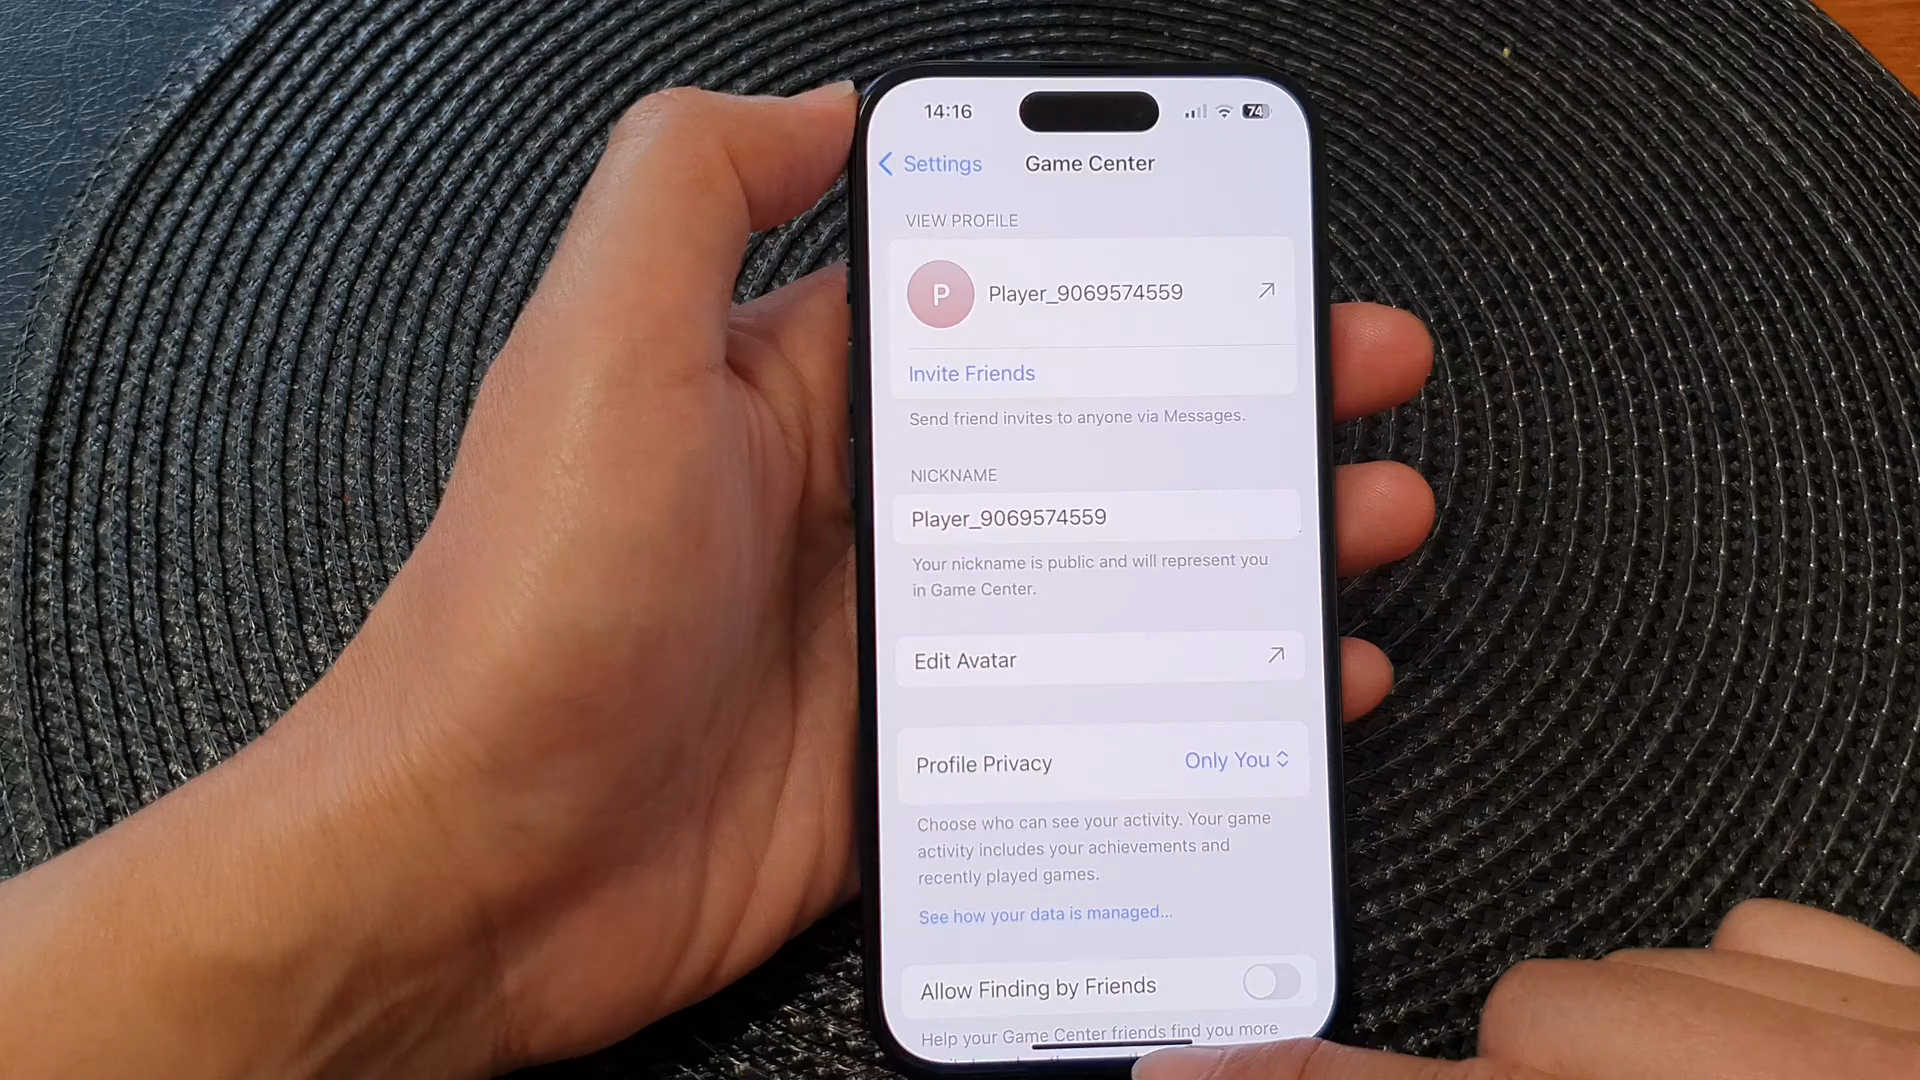 14:16
74
Settings
Game Center
VIEW PROFILE
P
Player_9069574559
Invite Friends
Send friend invites to anyone via Messages.
NICKNAME
Player_9069574559
Your nickname is public and will represent you
in Game Center.
Edit Avatar
Profile Privacy
Only You
Choose who can see your activity. Your game
activity includes your achievements and
recently played games.
See how your data is managed...
Allow Finding by Friends
Help your Game Center friends find you more